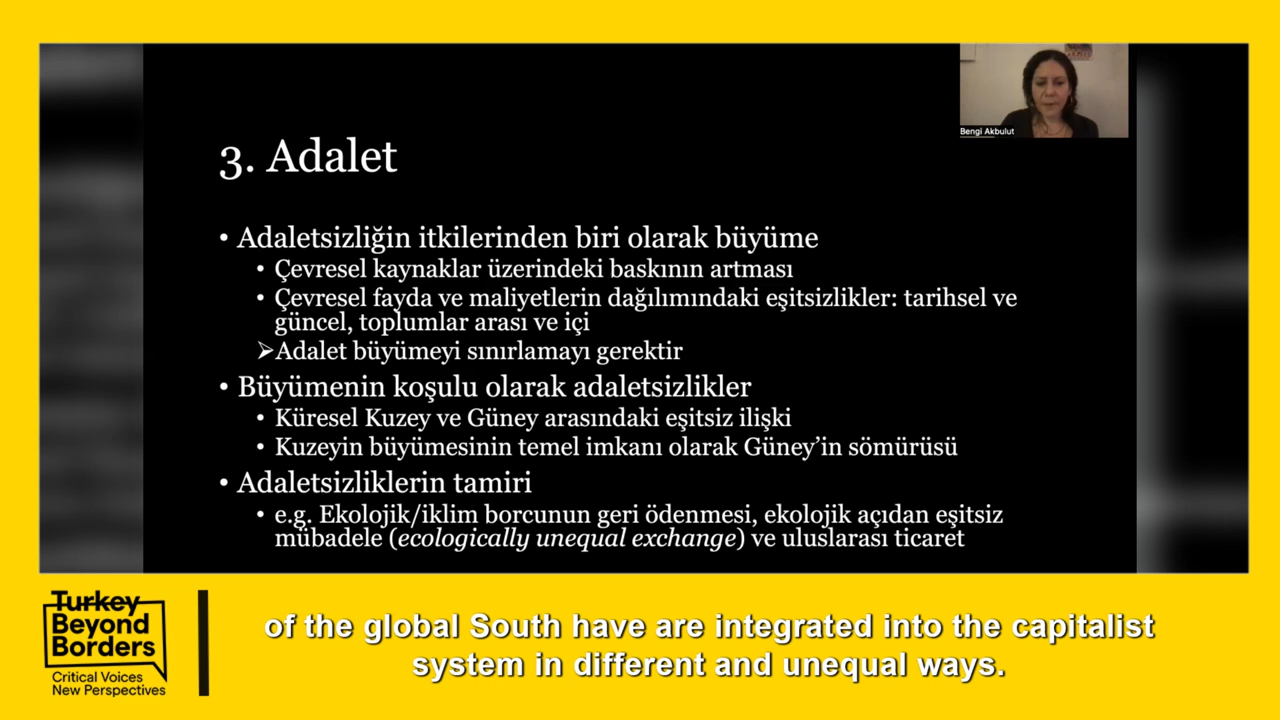 Bengi Akbulut
3. Adalet
• Adaletsizliğin itkilerinden biri olarak büyüme
• Çevresel kaynaklar üzerindeki baskının artması
• Çevresel fayda ve maliyetlerin dağılımındaki eşitsizlikler: tarihsel ve
güncel, toplumlar arası ve içi
➢Adalet büyümeyi sınırlamayı gerektir
• Büyümenin koşulu olarak adaletsizlikler
• Küresel Kuzey ve Güney arasındaki eşitsiz ilişki
• Kuzeyin büyümesinin temel imkanı olarak Güney’in sömürüsü
• Adaletsizliklerin tamiri
• e.g. Ekolojik/iklim borcunun geri ödenmesi, ekolojik açıdan eşitsiz
mübadele (ecologically unequal exchange) ve uluslarası ticaret
Turkey
Beyond
Borders
Critical Voices
New Perspectives
of the global South have are integrated into the capitalist
system in different and unequal ways.